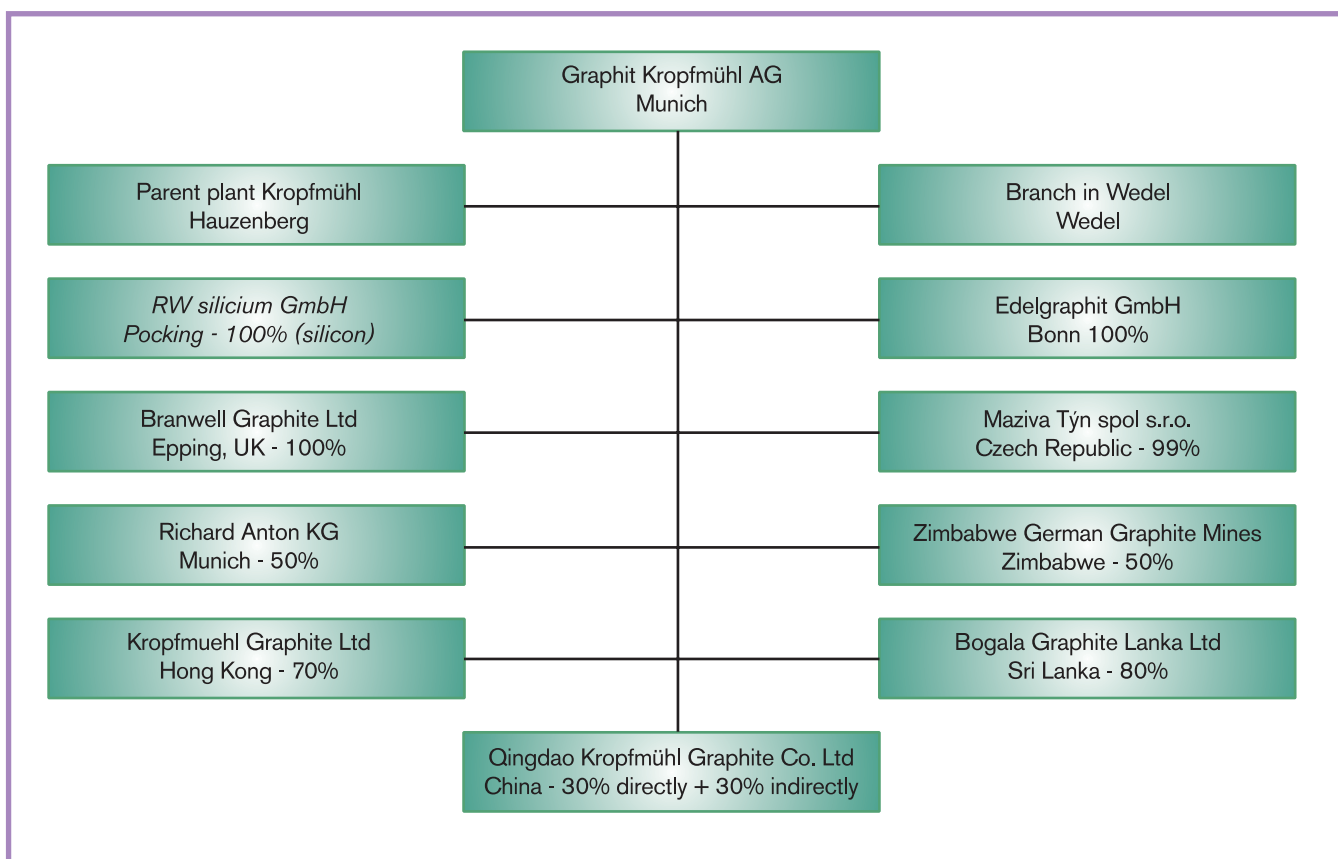 Graphit Kropfmühl AG
Munich
Parent plant Kropfmühl
Hauzenberg
Branch in Wedel
Wedel
RW silicium GmbH
Pocking - 100% (silicon)
Edelgraphit GmbH
Bonn 100%
Branwell Graphite Ltd
Epping, UK - 100%
Maziva Týn spol s.r.o.
Czech Republic - 99%
Richard Anton KG
Munich - 50%
Zimbabwe German Graphite Mines
Zimbabwe - 50%
Kropfmuehl Graphite Ltd
Hong Kong - 70%
Bogala Graphite Lanka Ltd
Sri Lanka - 80%
Qingdao Kropfmühl Graphite Co. Ltd
China - 30% directly + 30% indirectly